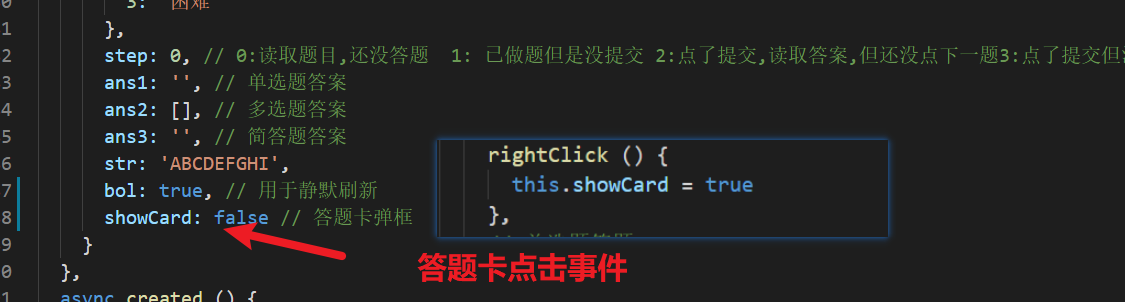 0 3: '困难'
1 },
2 step: 0, // 0:读取题目,还没答题 1: 已做题但是没提交 2:点了提交,读取答案,但还没点下一题3:点了提交但
3 ans1: '', // 单选题答案
4 ans2: [], // 多选题答案
5 ans3: '', // 简答题答案
6 str: 'ABCDEFGHI',
7 bol: true, // 用于静默刷新
8 showCard: false // 答题卡弹框
9 }
0 },
1 async created () {
rightClick () {
this.showCard = true
},
答题卡点击事件